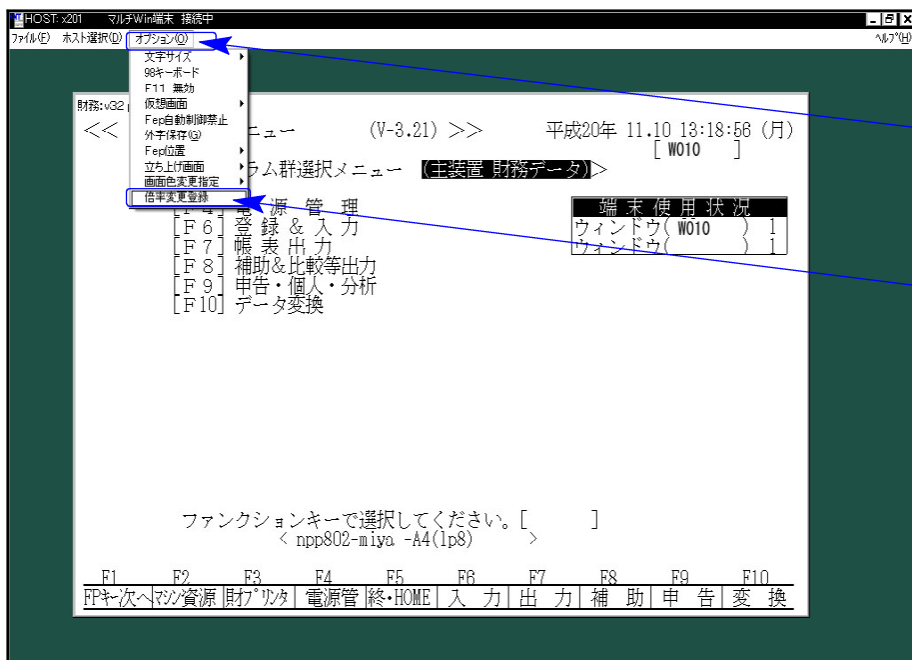 HOST: x201 マルチWin端末 接続中
ファイル(F) ホスト選択(D) オプション(O) ヘルプ(H)
文字サイズ
98キーボード
F11 無効
仮想画面
Fep自動制御禁止
外字保存(G)
Fep位置
立ち上げ画面
画面色変更指定
倍率変更登録
財務:v32
<< ニュー (V-3.21) >> 平成20年 11.10 13:18:56 (月)
[ W010 ]
ラム群選択メニュー (主装置 財務データ)>
[F 4] 電 源 管 理
[F 6] 登 録 & 入 力
[F 7] 帳 表 出 力
[F 8] 補助&比較等出力
[F 9] 申告・個人・分析
[F10] データ変換
端 末 使 用 状 況
ウィンドウ( W010 ) 1
ウィンドウ( ) 1
ファンクションキーで選択してください。[ ]
< npp802-miya -A4(lp8) >
F1 F2 F3 F4 F5 F6 F7 F8 F9 F10
FPキー次へ|マシン資源|財プリンタ|電源管|終・HOME|入 力|出 力|補 助|申 告|変 換